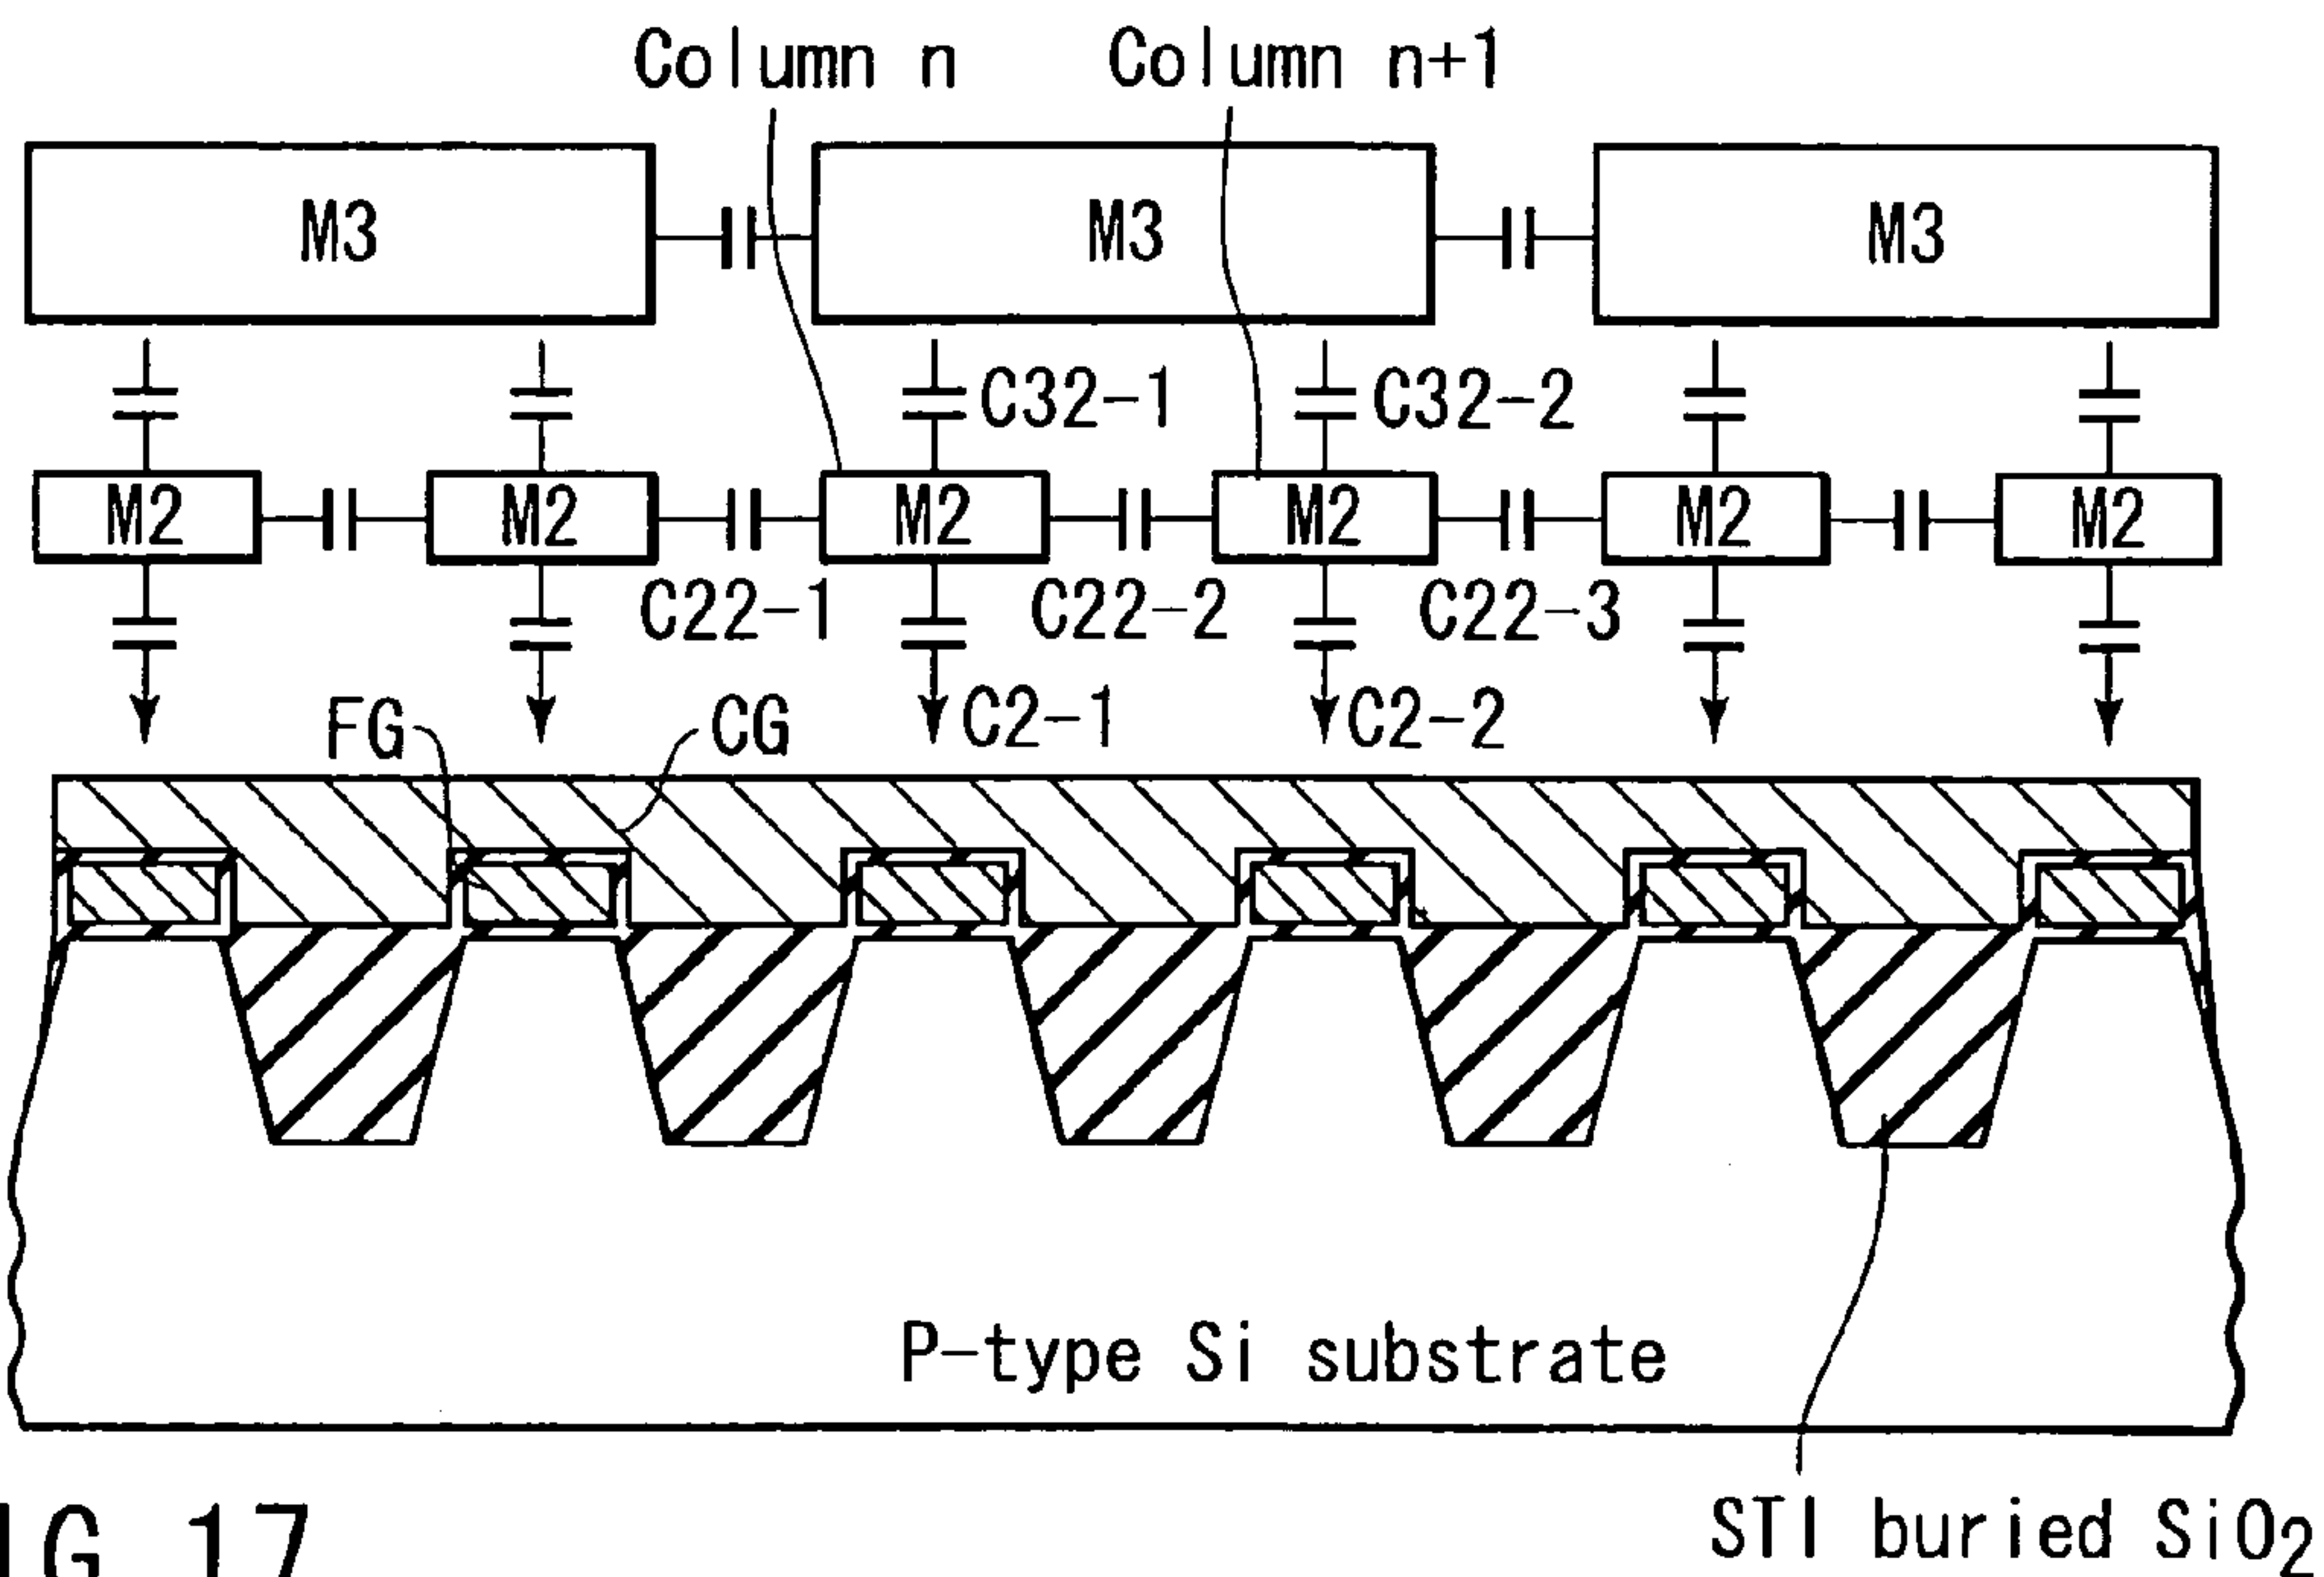 Column n Column n+1
M3 M3 M3
C32-1 C32-2
M2 M2 M2 M2 M2 M2
C22-1 C22-2 C22-3
FG CG C2-1 C2-2
P-type Si substrate
STI buried SiO2
IG 17